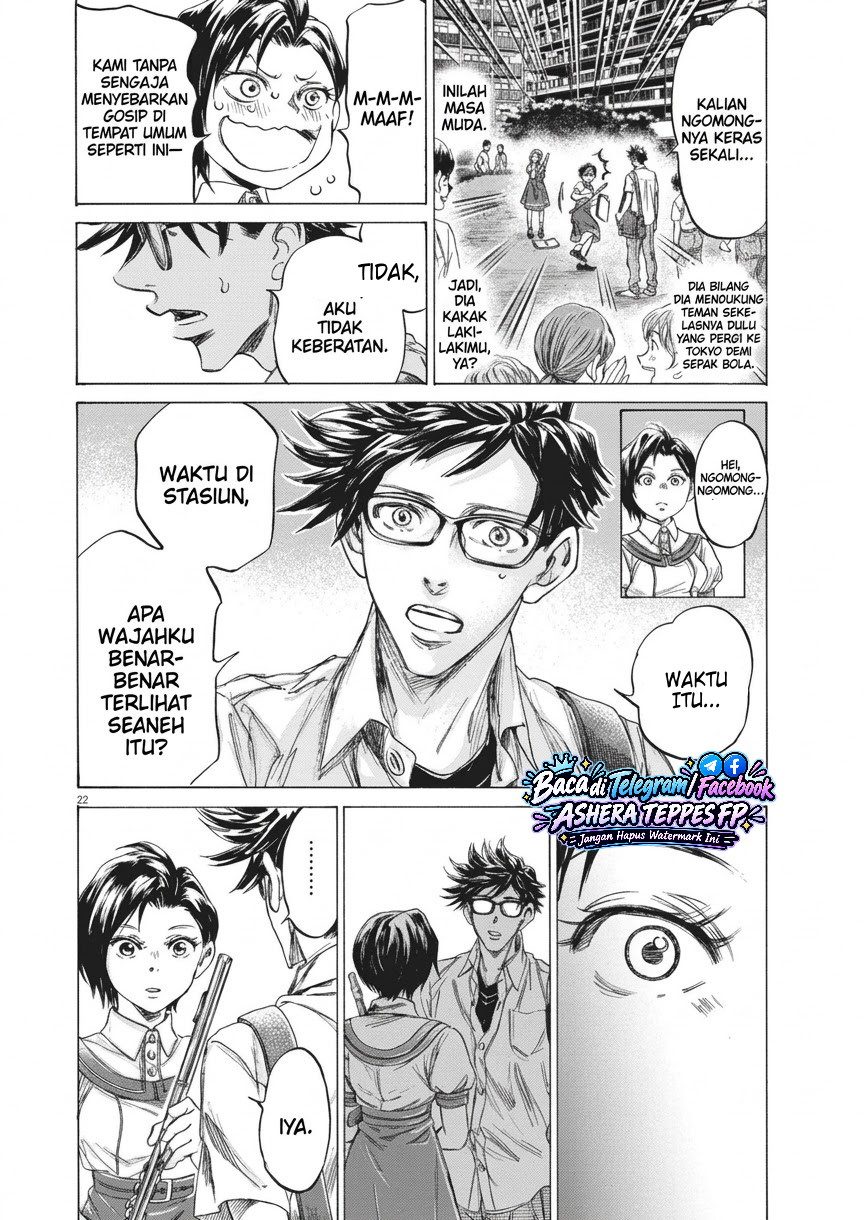 KALIAN
NGOMONG-
NYA KERAS
SEKALI...
INILAH
MASA
MUDA.
DIA BILANG
DIA MENDUKUNG
TEMAN SEKE-
LASNYA DULU
YANG PERGI KE
TOKYO DEMI
SEPAK BOLA.
JADI,
DIA
KAKAK
LAKI-
LAKIMU,
YA?
M-M-M-
MAAF!
KAMI TANPA
SENGAJA
MENYEBARKAN
GOSIP DI
TEMPAT UMUM
SEPERTI INI—
TIDAK,
AKU
TIDAK
KEBERATAN.
HEI,
NGOMONG-
NGOMONG...
WAKTU
ITU...
WAKTU DI
STASIUN,
APA
WAJAHKU
BENAR-
BENAR
TERLIHAT
SEANEH
ITU?
22
Baca di Telegram/Facebook
ASHERA TEPPES FP
Jangan Hapus Watermark Ini
.........
IYA.